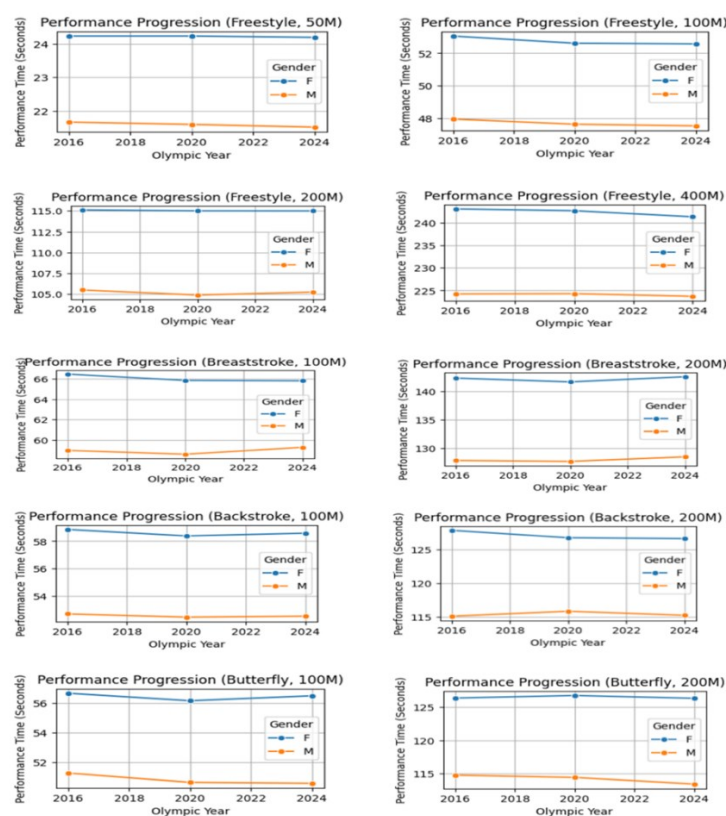 Performance Progression (Freestyle, 50M)
Performance Time (Seconds)
24
23
22
Gender
F
M
2016 2018 2020 2022 2024
Olympic Year
Performance Progression (Freestyle, 100M)
Performance Time (Seconds)
52
50
48
Gender
F
M
2016 2018 2020 2022 2024
Olympic Year
Performance Progression (Freestyle, 200M)
Performance Time (Seconds)
115.0
112.5
110.0
107.5
105.0
Gender
F
M
2016 2018 2020 2022 2024
Olympic Year
Performance Progression (Freestyle, 400M)
Performance Time (Seconds)
240
235
230
225
Gender
F
M
2016 2018 2020 2022 2024
Olympic Year
Performance Progression (Breaststroke, 100M)
Performance Time (Seconds)
66
64
62
60
Gender
F
M
2016 2018 2020 2022 2024
Olympic Year
Performance Progression (Breaststroke, 200M)
Performance Time (Seconds)
140
135
130
Gender
F
M
2016 2018 2020 2022 2024
Olympic Year
Performance Progression (Backstroke, 100M)
Performance Time (Seconds)
58
56
54
Gender
F
M
2016 2018 2020 2022 2024
Olympic Year
Performance Progression (Backstroke, 200M)
Performance Time (Seconds)
125
120
115
Gender
F
M
2016 2018 2020 2022 2024
Olympic Year
Performance Progression (Butterfly, 100M)
Performance Time (Seconds)
56
54
52
Gender
F
M
2016 2018 2020 2022 2024
Olympic Year
Performance Progression (Butterfly, 200M)
Performance Time (Seconds)
125
120
115
Gender
F
M
2016 2018 2020 2022 2024
Olympic Year